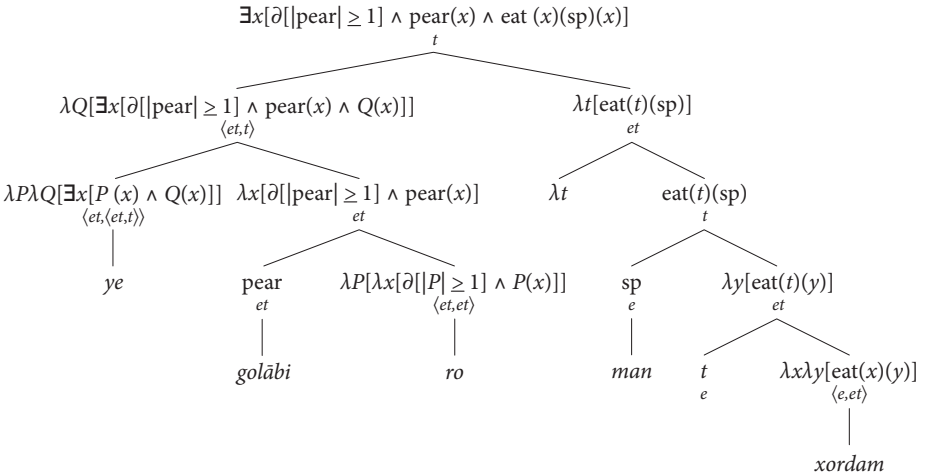 ∃x[∂[|pear| ≥ 1] ∧ pear(x) ∧ eat (x)(sp)(x)]
t
λQ[∃x[∂[|pear| ≥ 1] ∧ pear(x) ∧ Q(x)]] λt[eat(t)(sp)]
⟨et,t⟩ et
λPλQ[∃x[P (x) ∧ Q(x)]] λx[∂[|pear| ≥ 1] ∧ pear(x)] λt eat(t)(sp)
⟨et,⟨et,t⟩⟩ et t
ye pear λP[λx[∂[|P| ≥ 1] ∧ P(x)]] sp λy[eat(t)(y)]
et ⟨et,et⟩ e et
golābi ro man t λxλy[eat(x)(y)]
e ⟨e,et⟩
xordam